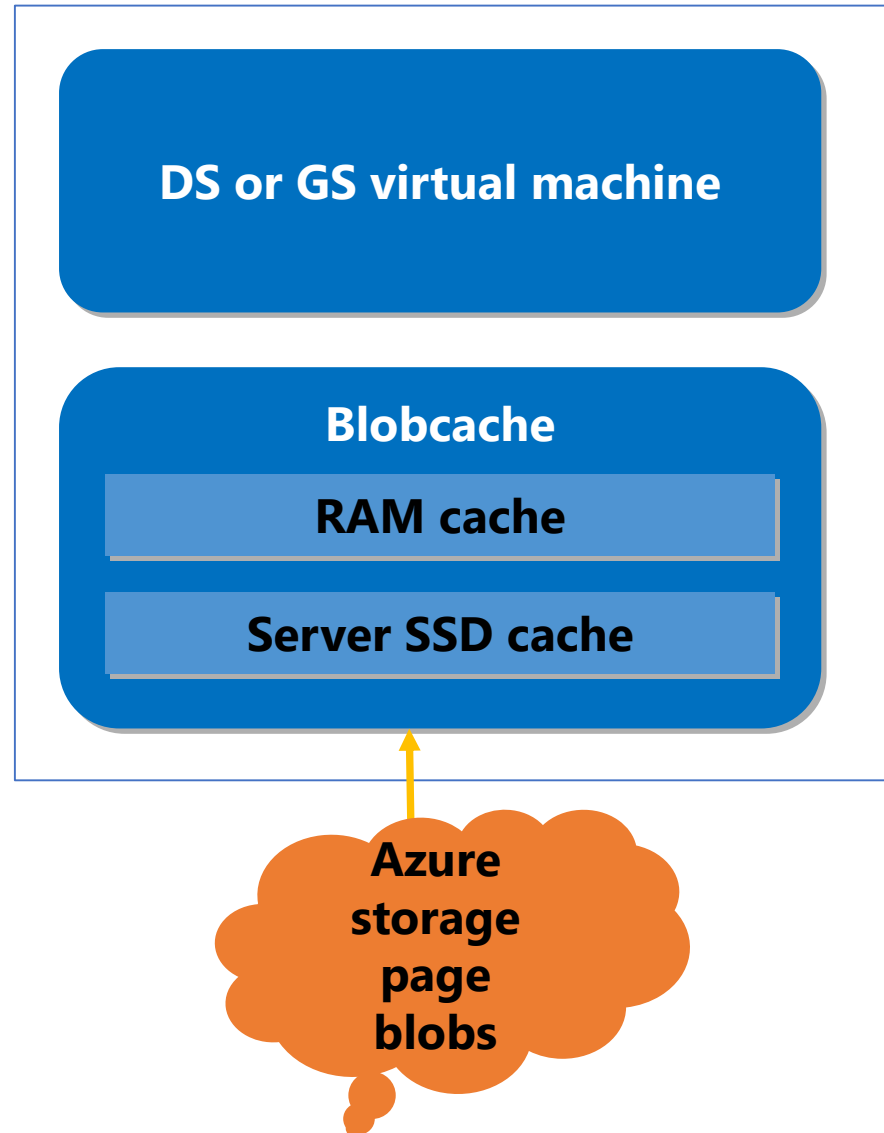 DS or GS virtual machine
Blobcache
RAM cache
Server SSD cache
Azure
storage
page
blobs